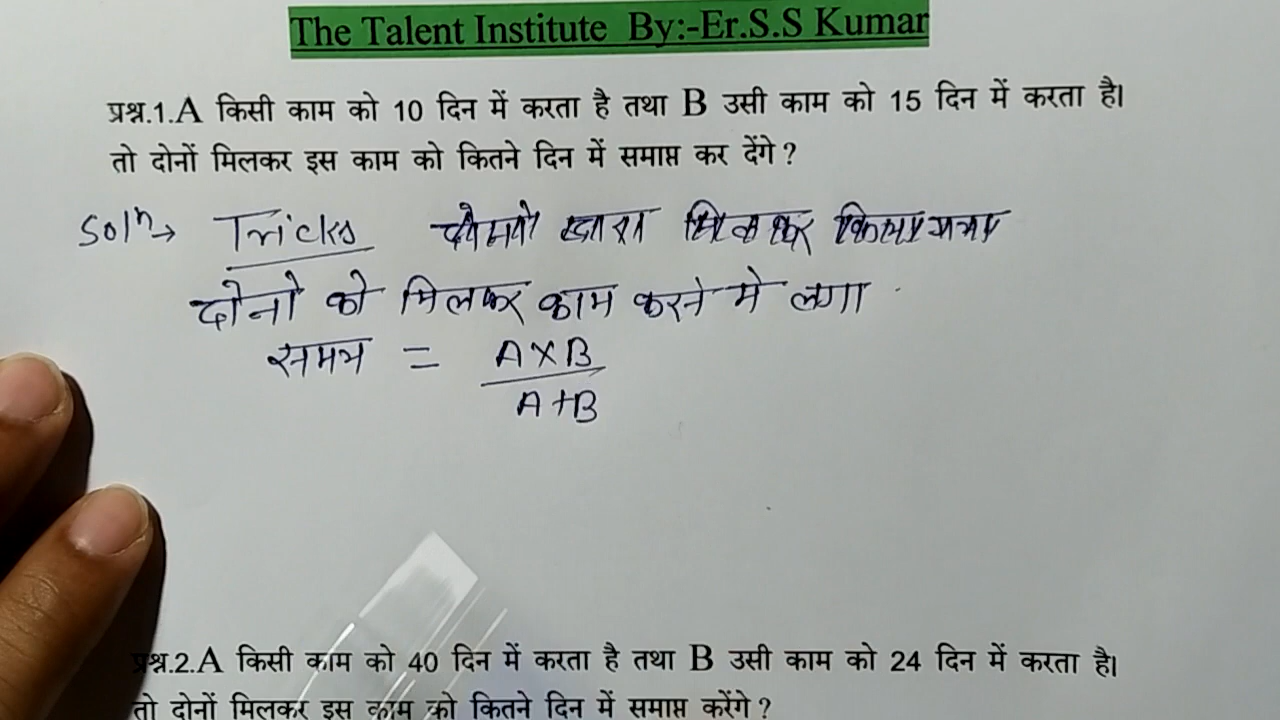 The Talent Institute By:-Er.S.S Kumar
प्रश्न.1.A किसी काम को 10 दिन में करता है तथा B उसी काम को 15 दिन में करता है।
तो दोनों मिलकर इस काम को कितने दिन में समाप्त कर देंगे ?
Solⁿ→ Tricks द्वारा मिलकर
दोनो को मिलकर काम करने मे लगा
समय = A×B
A+B
प्रश्न.2.A किसी काम को 40 दिन में करता है तथा B उसी काम को 24 दिन में करता है।
तो दोनों मिलकर इस काम को कितने दिन में समाप्त करेंगे ?